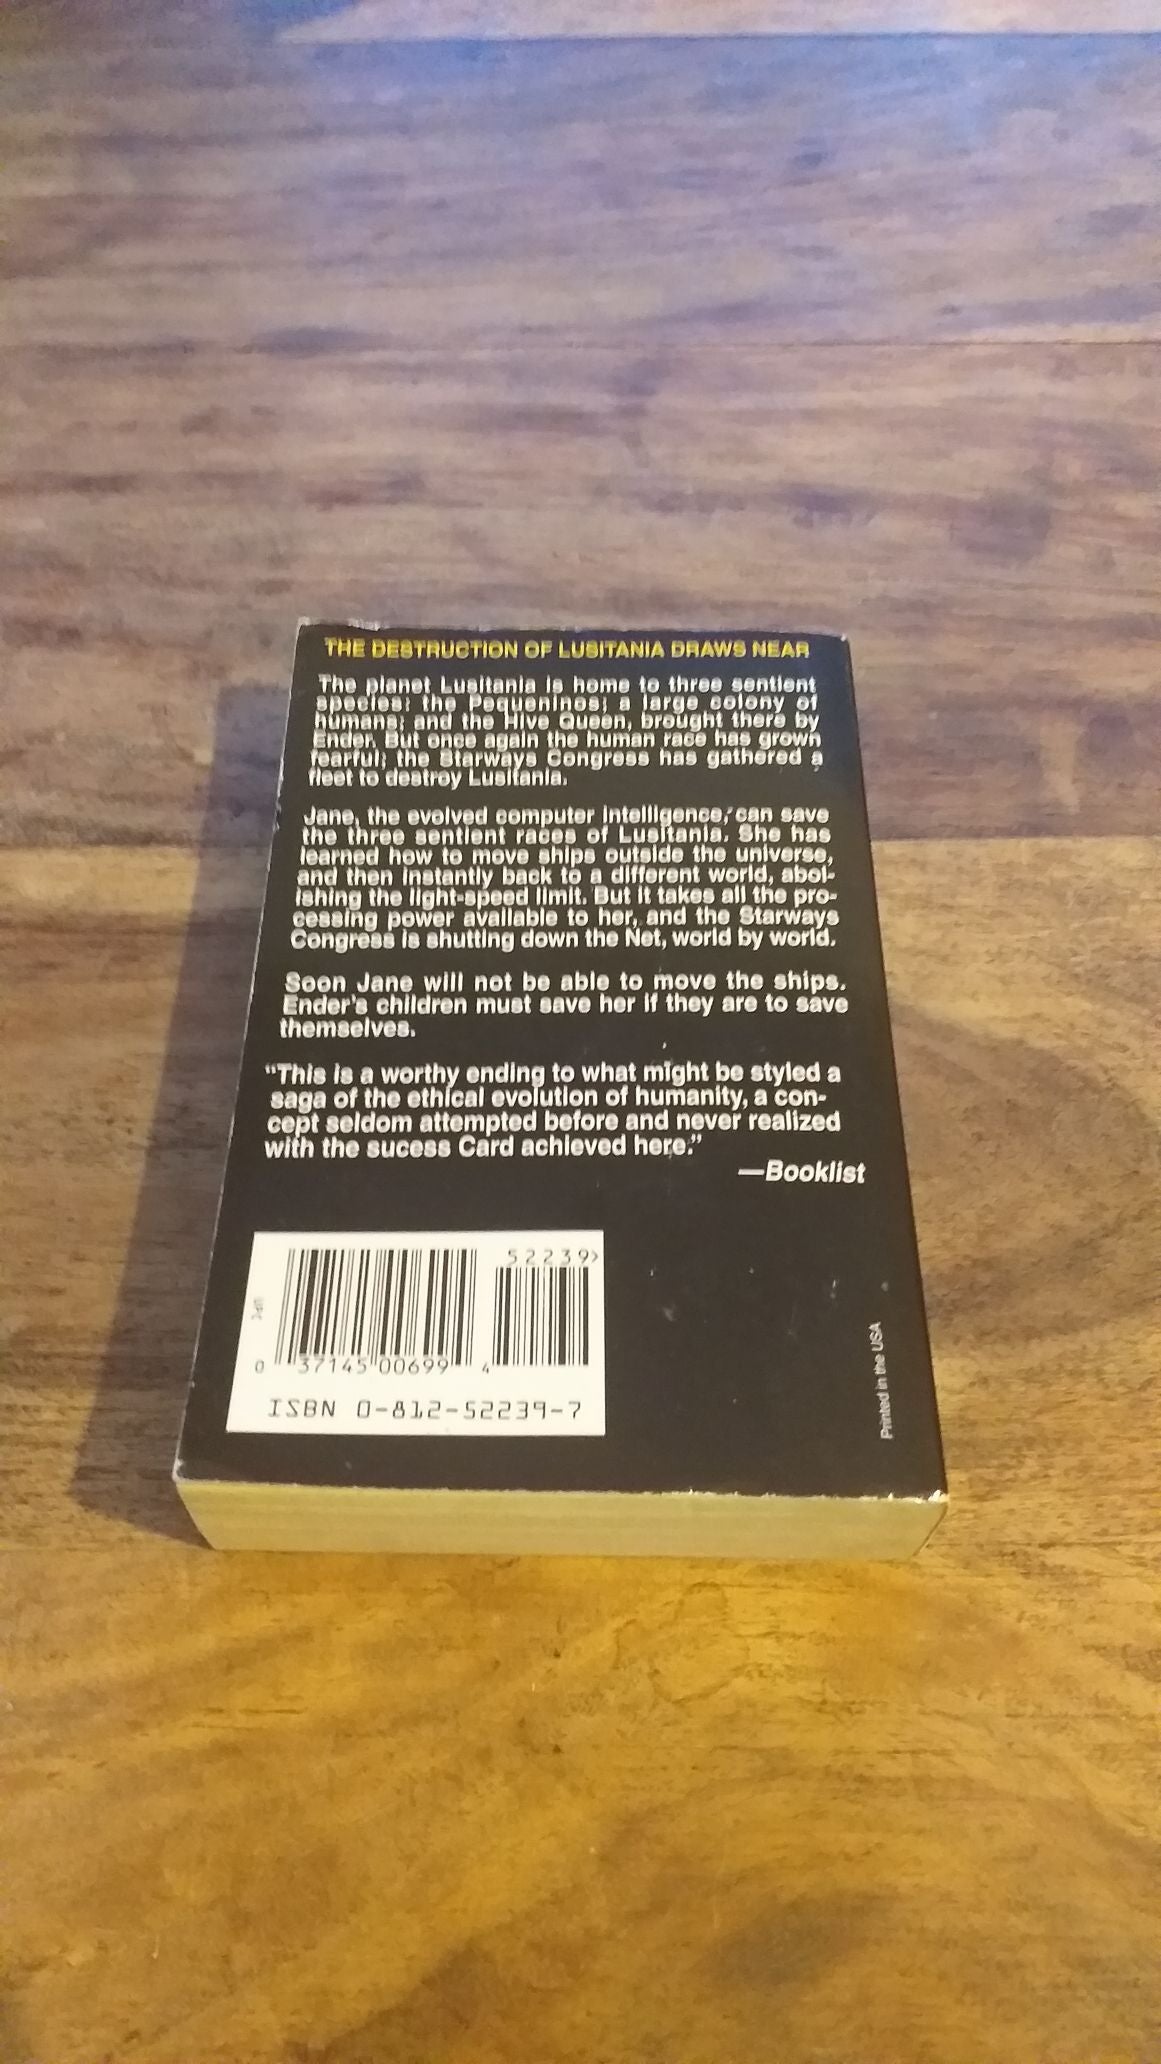 THE DESTRUCTION OF LUSITANIA DRAWS NEAR
The planet Lusitania is home to three sentient
species: the Pequeninos; a large colony of
humans; and the Hive Queen, brought there by
Ender. But once again the human race has grown
fearful; the Starways Congress has gathered a
fleet to destroy Lusitania.
Jane, the evolved computer intelligence, can save
the three sentient races of Lusitania. She has
learned how to move ships outside the universe,
and then instantly back to a different world, abol-
ishing the light-speed limit. But it takes all the pro-
cessing power available to her, and the Starways
Congress is shutting down the Net, world by world.
Soon Jane will not be able to move the ships.
Ender's children must save her if they are to save
themselves.
"This is a worthy ending to what might be styled a
saga of the ethical evolution of humanity, a con-
cept seldom attempted before and never realized
with the sucess Card achieved here."
—Booklist
52239>
UPC
0 37145 00699 4
ISBN 0-812-52239-7
Printed in the USA